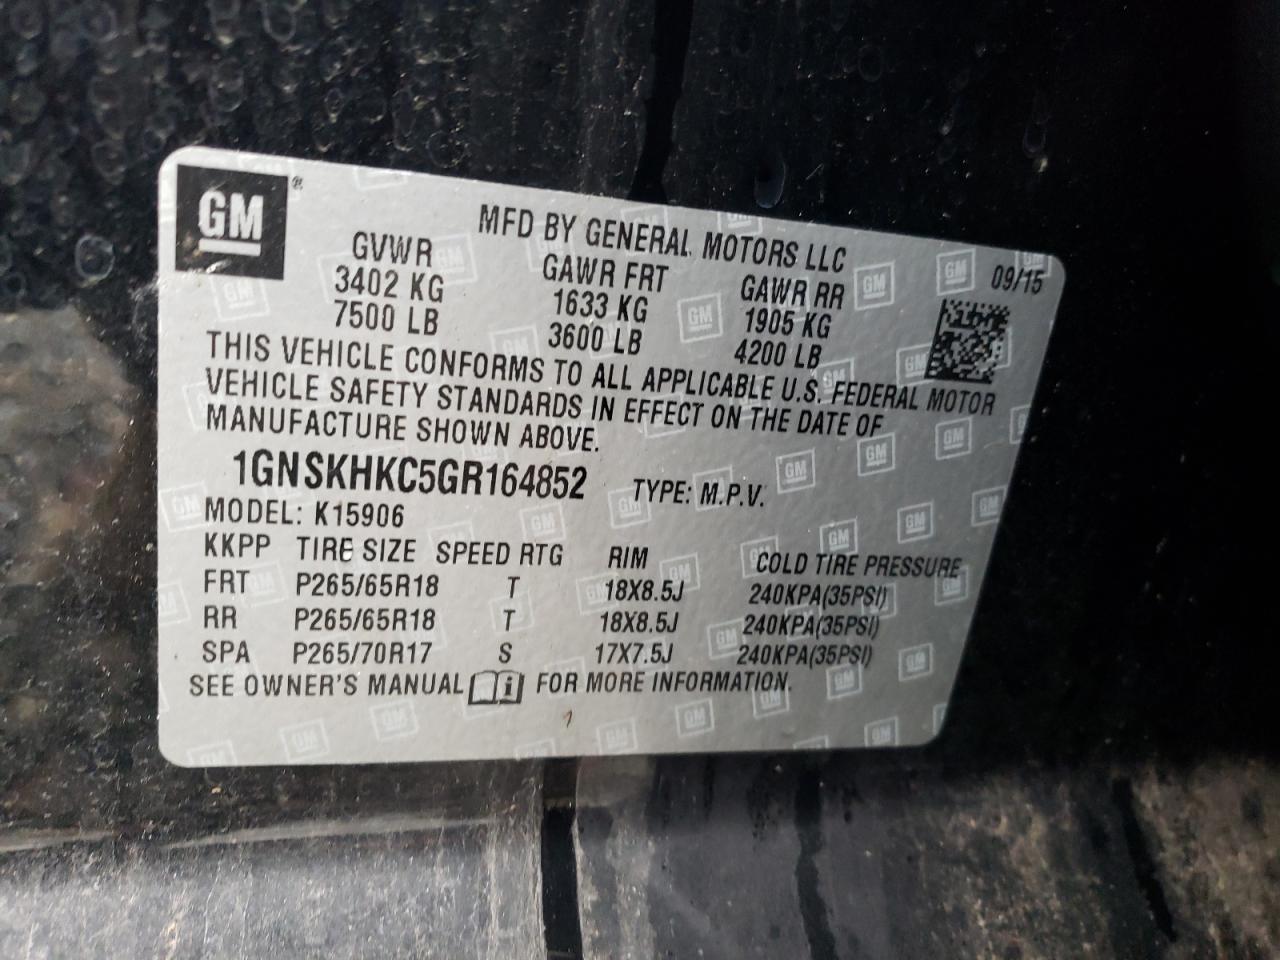 GM ®
MFD BY GENERAL MOTORS LLC
09/15
GVWR GAWR FRT GAWR RR
3402 KG 1633 KG 1905 KG
7500 LB 3600 LB 4200 LB
THIS VEHICLE CONFORMS TO ALL APPLICABLE U.S. FEDERAL MOTOR
VEHICLE SAFETY STANDARDS IN EFFECT ON THE DATE OF
MANUFACTURE SHOWN ABOVE.
1GNSKHKC5GR164852 TYPE: M.P.V.
MODEL: K15906
KKPP TIRE SIZE SPEED RTG RIM COLD TIRE PRESSURE
FRT P265/65R18 T 18X8.5J 240KPA(35PSI)
RR P265/65R18 T 18X8.5J 240KPA(35PSI)
SPA P265/70R17 S 17X7.5J 240KPA(35PSI)
SEE OWNER'S MANUAL i FOR MORE INFORMATION.